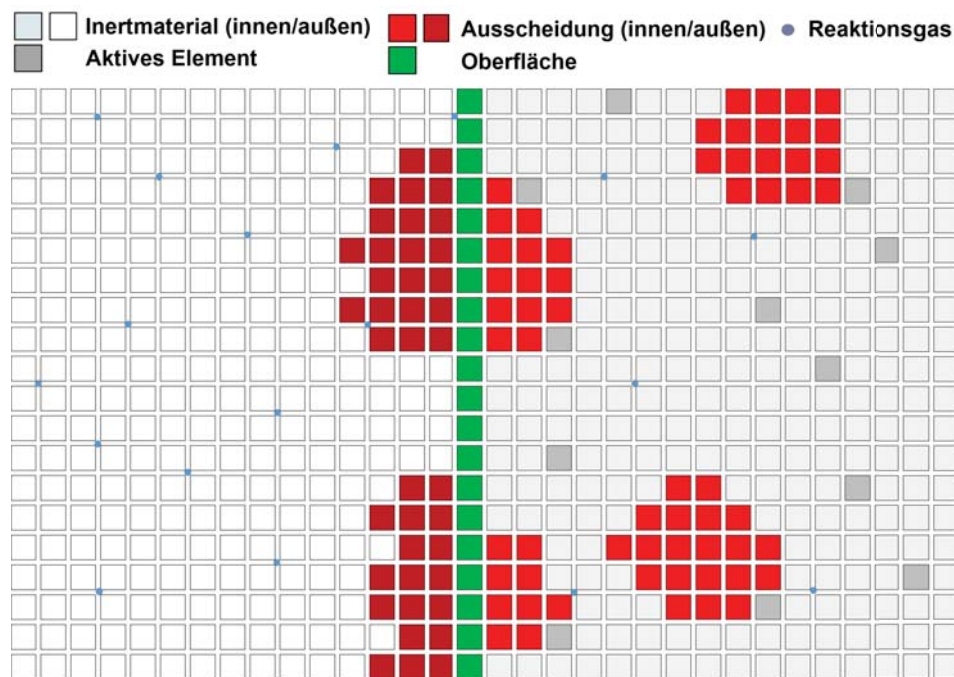 Inertmaterial (innen/außen)
Ausscheidung (innen/außen)
Reaktionsgas
Aktives Element
Oberfläche